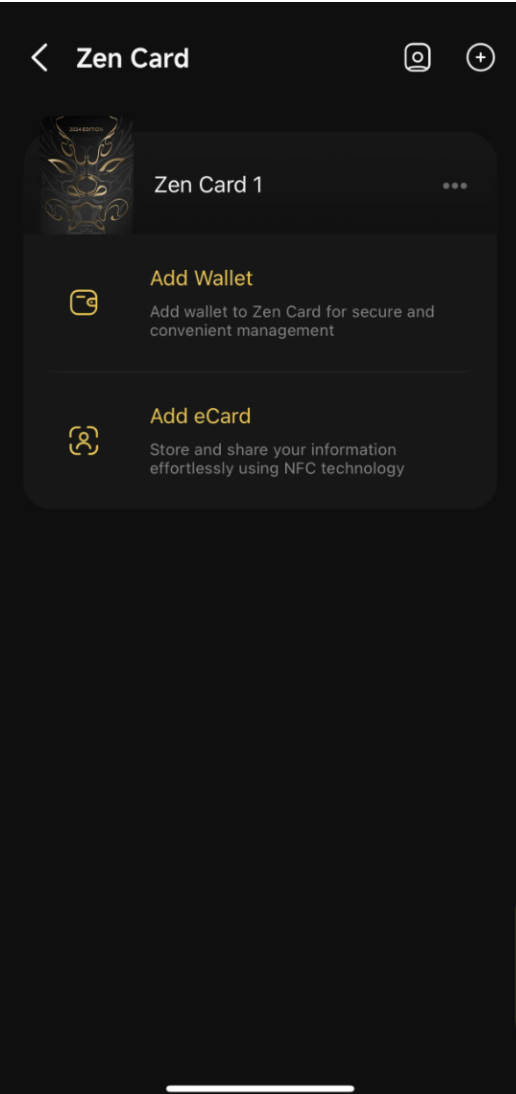 Zen Card
2024 EDITION
Zen Card 1
Add Wallet
Add wallet to Zen Card for secure and
convenient management
Add eCard
Store and share your information
effortlessly using NFC technology